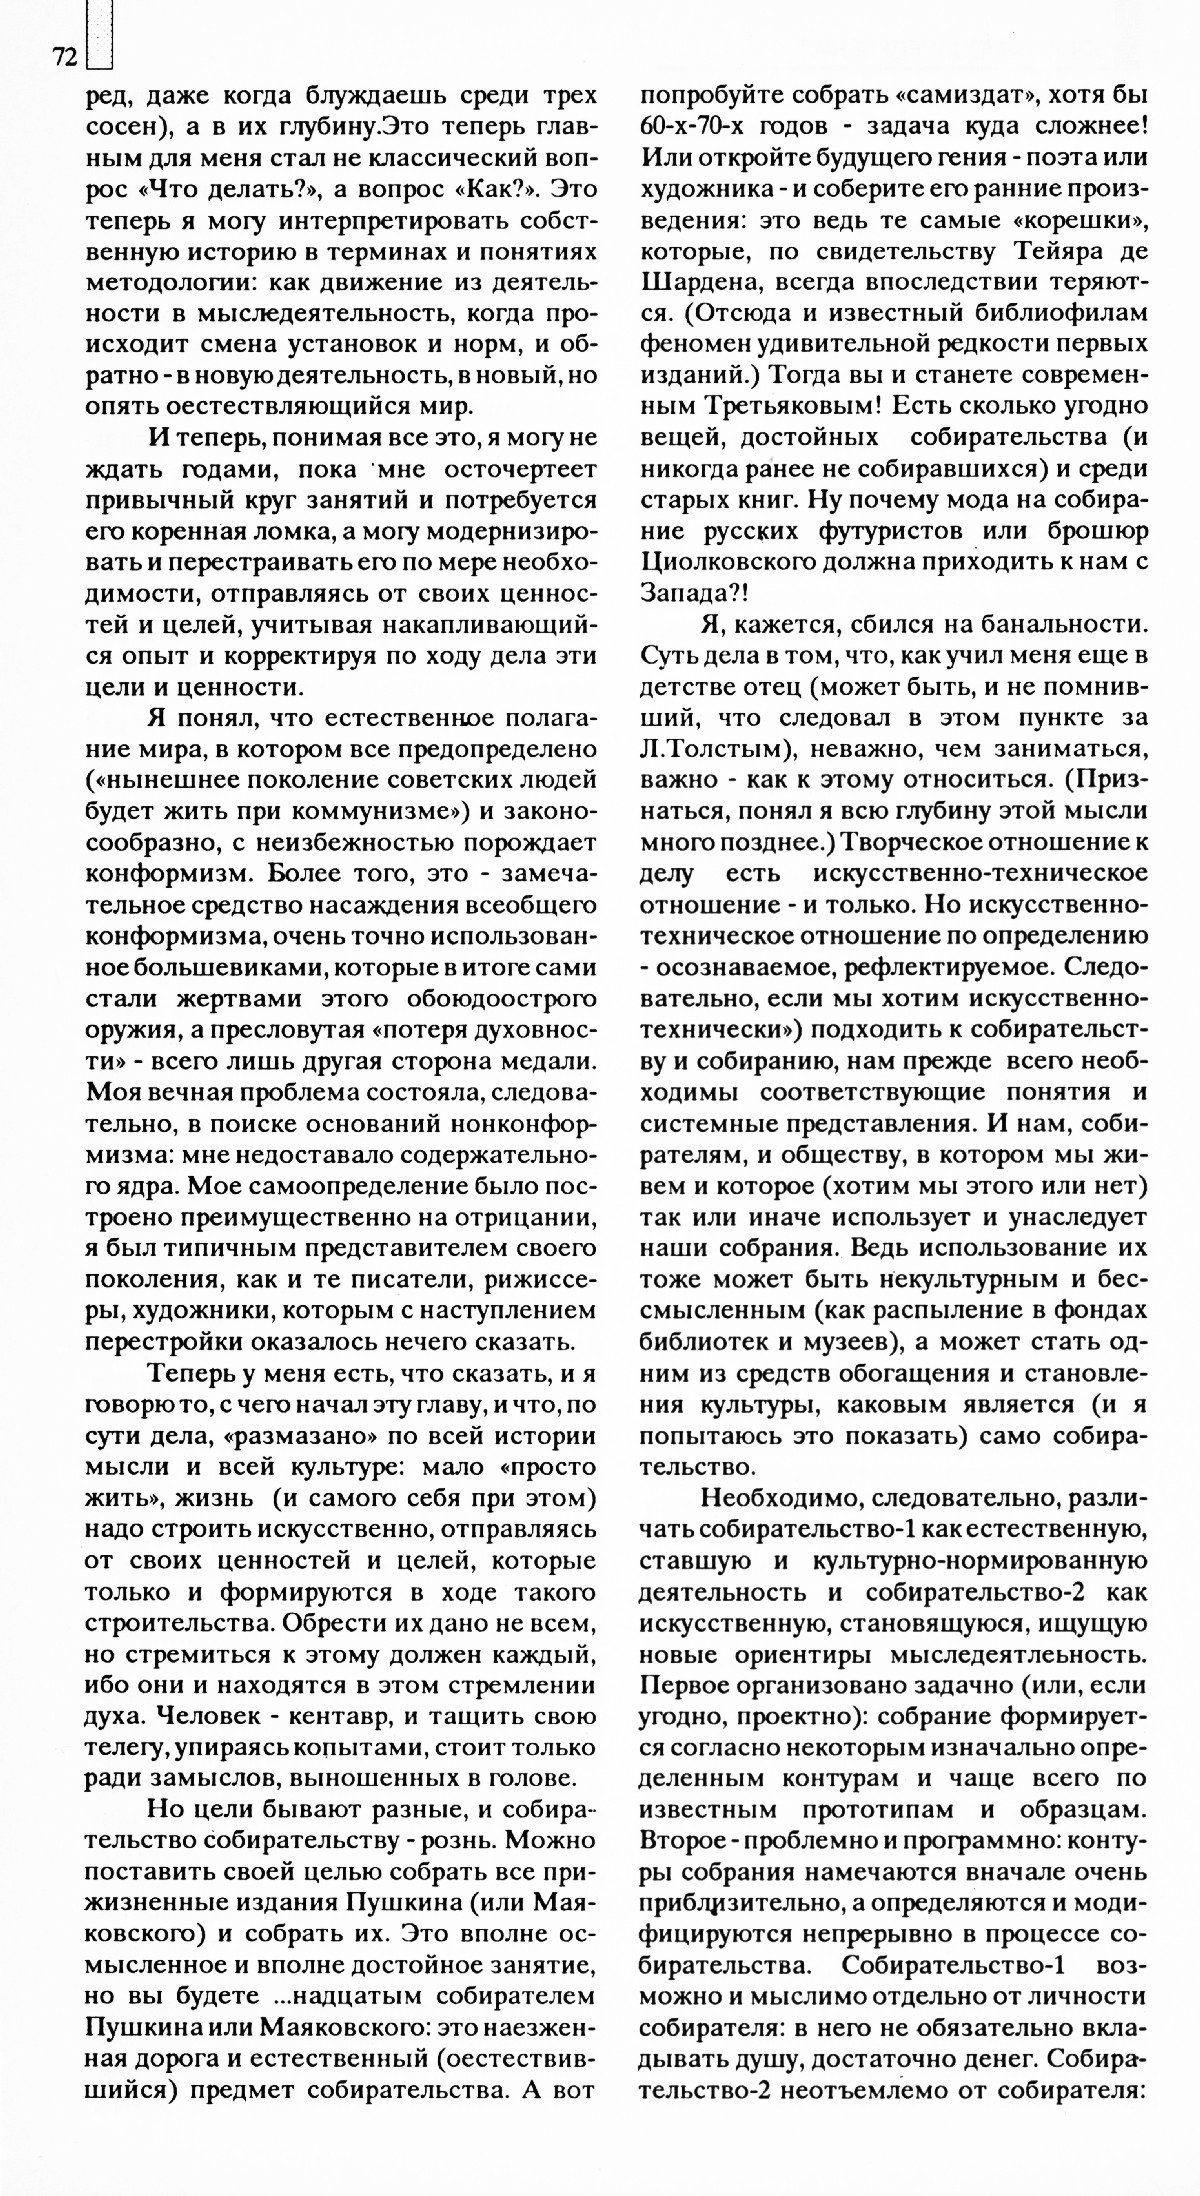 72
ред, даже когда блуждаешь среди трех
сосен), а в их глубину.Это теперь глав-
ным для меня стал не классический воп-
рос «Что делать?», а вопрос «Как?». Это
теперь я могу интерпретировать собст-
венную историю в терминах и понятиях
методологии: как движение из деятель-
ности в мыследеятельность, когда про-
исходит смена установок и норм, и об-
ратно - в новую деятельность, в новый, но
опять оестествляющийся мир.
И теперь, понимая все это, я могу не
ждать годами, пока мне осточертеет
привычный круг занятий и потребуется
его коренная ломка, а могу модернизиро-
вать и перестраивать его по мере необхо-
димости, отправляясь от своих ценнос-
тей и целей, учитывая накапливающий-
ся опыт и корректируя по ходу дела эти
цели и ценности.
Я понял, что естественное полага-
ние мира, в котором все предопределено
(«нынешнее поколение советских людей
будет жить при коммунизме») и законо-
сообразно, с неизбежностью порождает
конформизм. Более того, это - замеча-
тельное средство насаждения всеобщего
конформизма, очень точно использован-
ное большевиками, которые в итоге сами
стали жертвами этого обоюдоострого
оружия, а пресловутая «потеря духовнос-
ти» - всего лишь другая сторона медали.
Моя вечная проблема состояла, следова-
тельно, в поиске оснований нонконфор-
мизма: мне недоставало содержательно-
го ядра. Мое самоопределение было пос-
троено преимущественно на отрицании,
я был типичным представителем своего
поколения, как и те писатели, рижиссе-
ры, художники, которым с наступлением
перестройки оказалось нечего сказать.
Теперь у меня есть, что сказать, и я
говорю то, с чего начал эту главу, и что, по
сути дела, «размазано» по всей истории
мысли и всей культуре: мало «просто
жить», жизнь (и самого себя при этом)
надо строить искусственно, отправляясь
от своих ценностей и целей, которые
только и формируются в ходе такого
строительства. Обрести их дано не всем,
но стремиться к этому должен каждый,
ибо они и находятся в этом стремлении
духа. Человек - кентавр, и тащить свою
телегу, упираясь копытами, стоит только
ради замыслов, выношенных в голове.
Но цели бывают разные, и собира-
тельство собирательству - рознь. Можно
поставить своей целью собрать все при-
жизненные издания Пушкина (или Мая-
ковского) и собрать их. Это вполне ос-
мысленное и вполне достойное занятие,
но вы будете ...надцатым собирателем
Пушкина или Маяковского: это наезжен-
ная дорога и естественный (оестествив-
шийся) предмет собирательства. А вот
попробуйте собрать «самиздат», хотя бы
60-х-70-х годов - задача куда сложнее!
Или откройте будущего гения - поэта или
художника - и соберите его ранние произ-
ведения: это ведь те самые «корешки»,
которые, по свидетельству Тейяра де
Шардена, всегда впоследствии теряют-
ся. (Отсюда и известный библиофилам
феномен удивительной редкости первых
изданий.) Тогда вы и станете современ-
ным Третьяковым! Есть сколько угодно
вещей, достойных собирательства (и
никогда ранее не собиравшихся) и среди
старых книг. Ну почему мода на собира-
ние русских футуристов или брошюр
Циолковского должна приходить к нам с
Запада?!
Я, кажется, сбился на банальности.
Суть дела в том, что, как учил меня еще в
детстве отец (может быть, и не помнив-
ший, что следовал в этом пункте за
Л.Толстым), неважно, чем заниматься,
важно - как к этому относиться. (Приз-
наться, понял я всю глубину этой мысли
много позднее.) Творческое отношение к
делу есть искусственно-техническое
отношение - и только. Но искусственно-
техническое отношение по определению
- осознаваемое, рефлектируемое. Следо-
вательно, если мы хотим искусственно-
технически») подходить к собирательст-
ву и собиранию, нам прежде всего необ-
ходимы соответствующие понятия и
системные представления. И нам, соби-
рателям, и обществу, в котором мы жи-
вем и которое (хотим мы этого или нет)
так или иначе использует и унаследует
наши собрания. Ведь использование их
тоже может быть некультурным и бес-
смысленным (как распыление в фондах
библиотек и музеев), а может стать од-
ним из средств обогащения и становле-
ния культуры, каковым является (и я
попытаюсь это показать) само собира-
тельство.
Необходимо, следовательно, разли-
чать собирательство-1 как естественную,
ставшую и культурно-нормированную
деятельность и собирательство-2 как
искусственную, становящуюся, ищущую
новые ориентиры мыследеятлеьность.
Первое организовано задачно (или, если
угодно, проектно): собрание формирует-
ся согласно некоторым изначально опре-
деленным контурам и чаще всего по
известным прототипам и образцам.
Второе - проблемно и программно: конту-
ры собрания намечаются вначале очень
приблизительно, а определяются и моди-
фицируются непрерывно в процессе со-
бирательства. Собирательство-1 воз-
можно и мыслимо отдельно от личности
собирателя: в него не обязательно вкла-
дывать душу, достаточно денег. Собира-
тельство-2 неотъемлемо от собирателя: